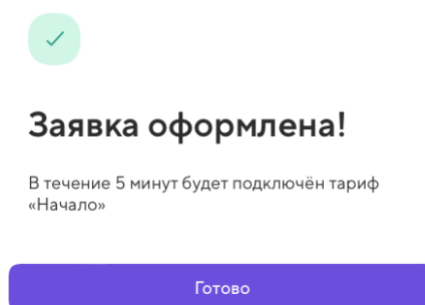 Заявка оформлена!
В течение 5 минут будет подключён тариф
«Начало»
Готово